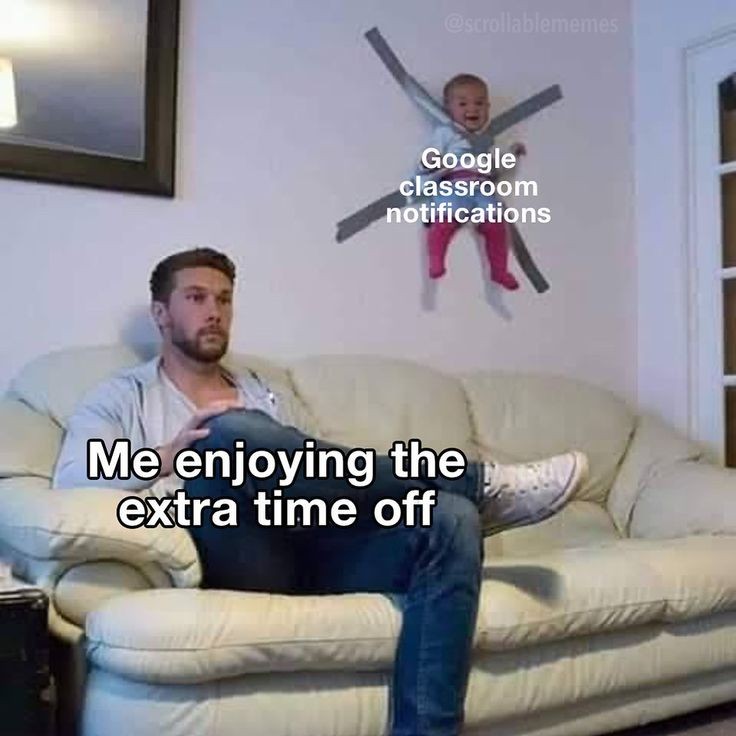 @scrollablememes
Google
classroom
notifications
Me enjoying the
extra time off